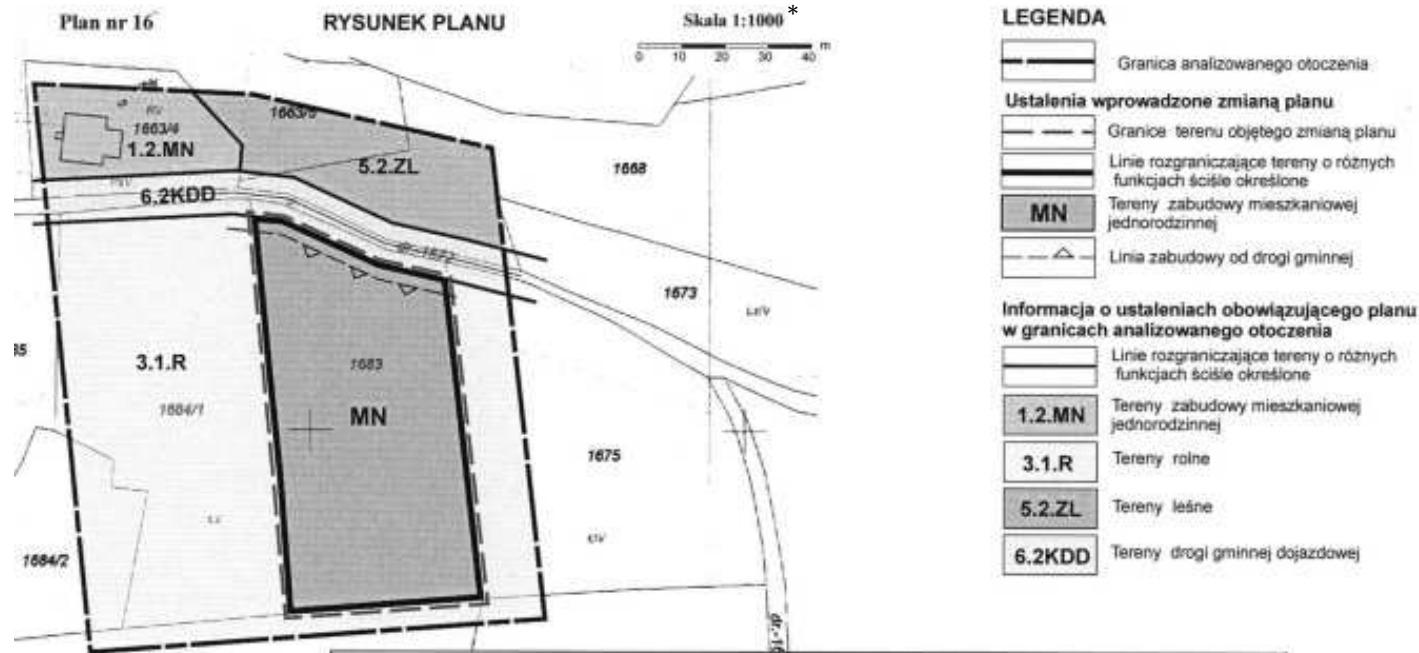 Plan nr 16
RYSUNEK PLANU
Skala 1:1000 *
0 10 20 30 40 m
1663/4
1.2.MN
1663/5
5.2.ZL
6.2KDD
1668
1673
3.1.R
1683
1684/1
MN
1675
1684/2
LEGENDA
Granica analizowanego otoczenia
Ustalenia wprowadzone zmianą planu
Granice terenu objętego zmianą planu
Linie rozgraniczające tereny o różnych
funkcjach ściśle określone
MN
Tereny zabudowy mieszkaniowej
jednorodzinnej
Linia zabudowy od drogi gminnej
Informacja o ustaleniach obowiązującego planu
w granicach analizowanego otoczenia
Linie rozgraniczające tereny o różnych
funkcjach ściśle określone
1.2.MN
Tereny zabudowy mieszkaniowej
jednorodzinnej
3.1.R
Tereny rolne
5.2.ZL
Tereny leśne
6.2KDD
Tereny drogi gminnej dojazdowej